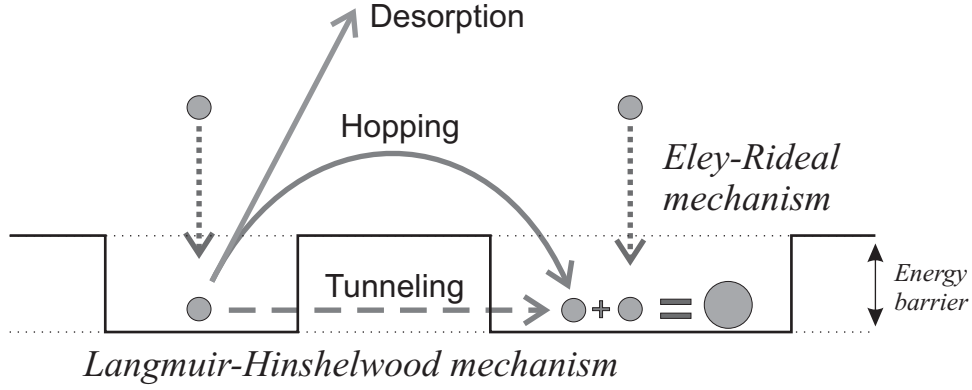 Desorption
Hopping
Eley-Rideal
mechanism
Tunneling
+
=
Energy
barrier
Langmuir-Hinshelwood mechanism